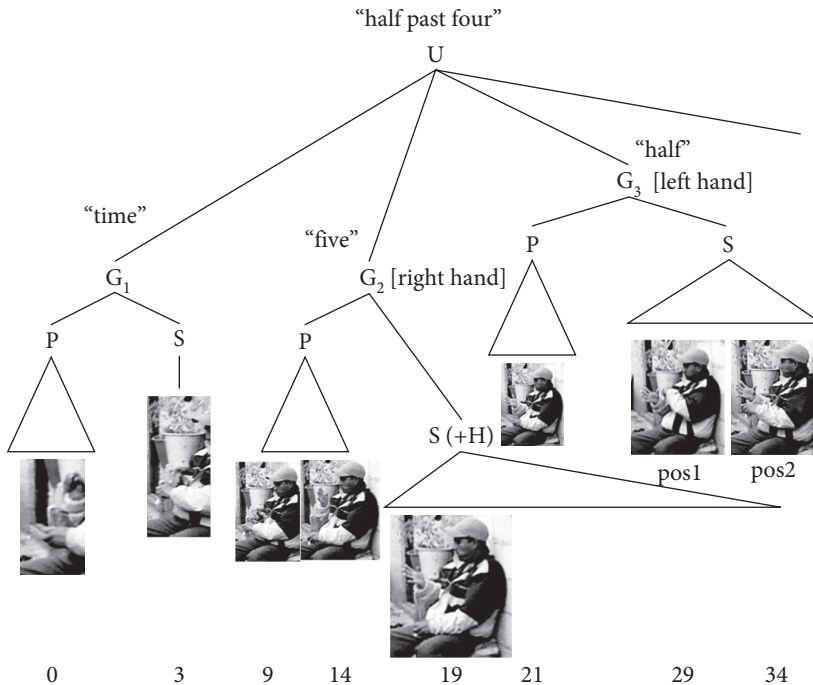 “half past four”
U
“half”
G3 [left hand]
“time”
“five”
P
S
G1
G2 [right hand]
P
S
P
S (+H)
pos1
pos2
0
3
9
14
19
21
29
34